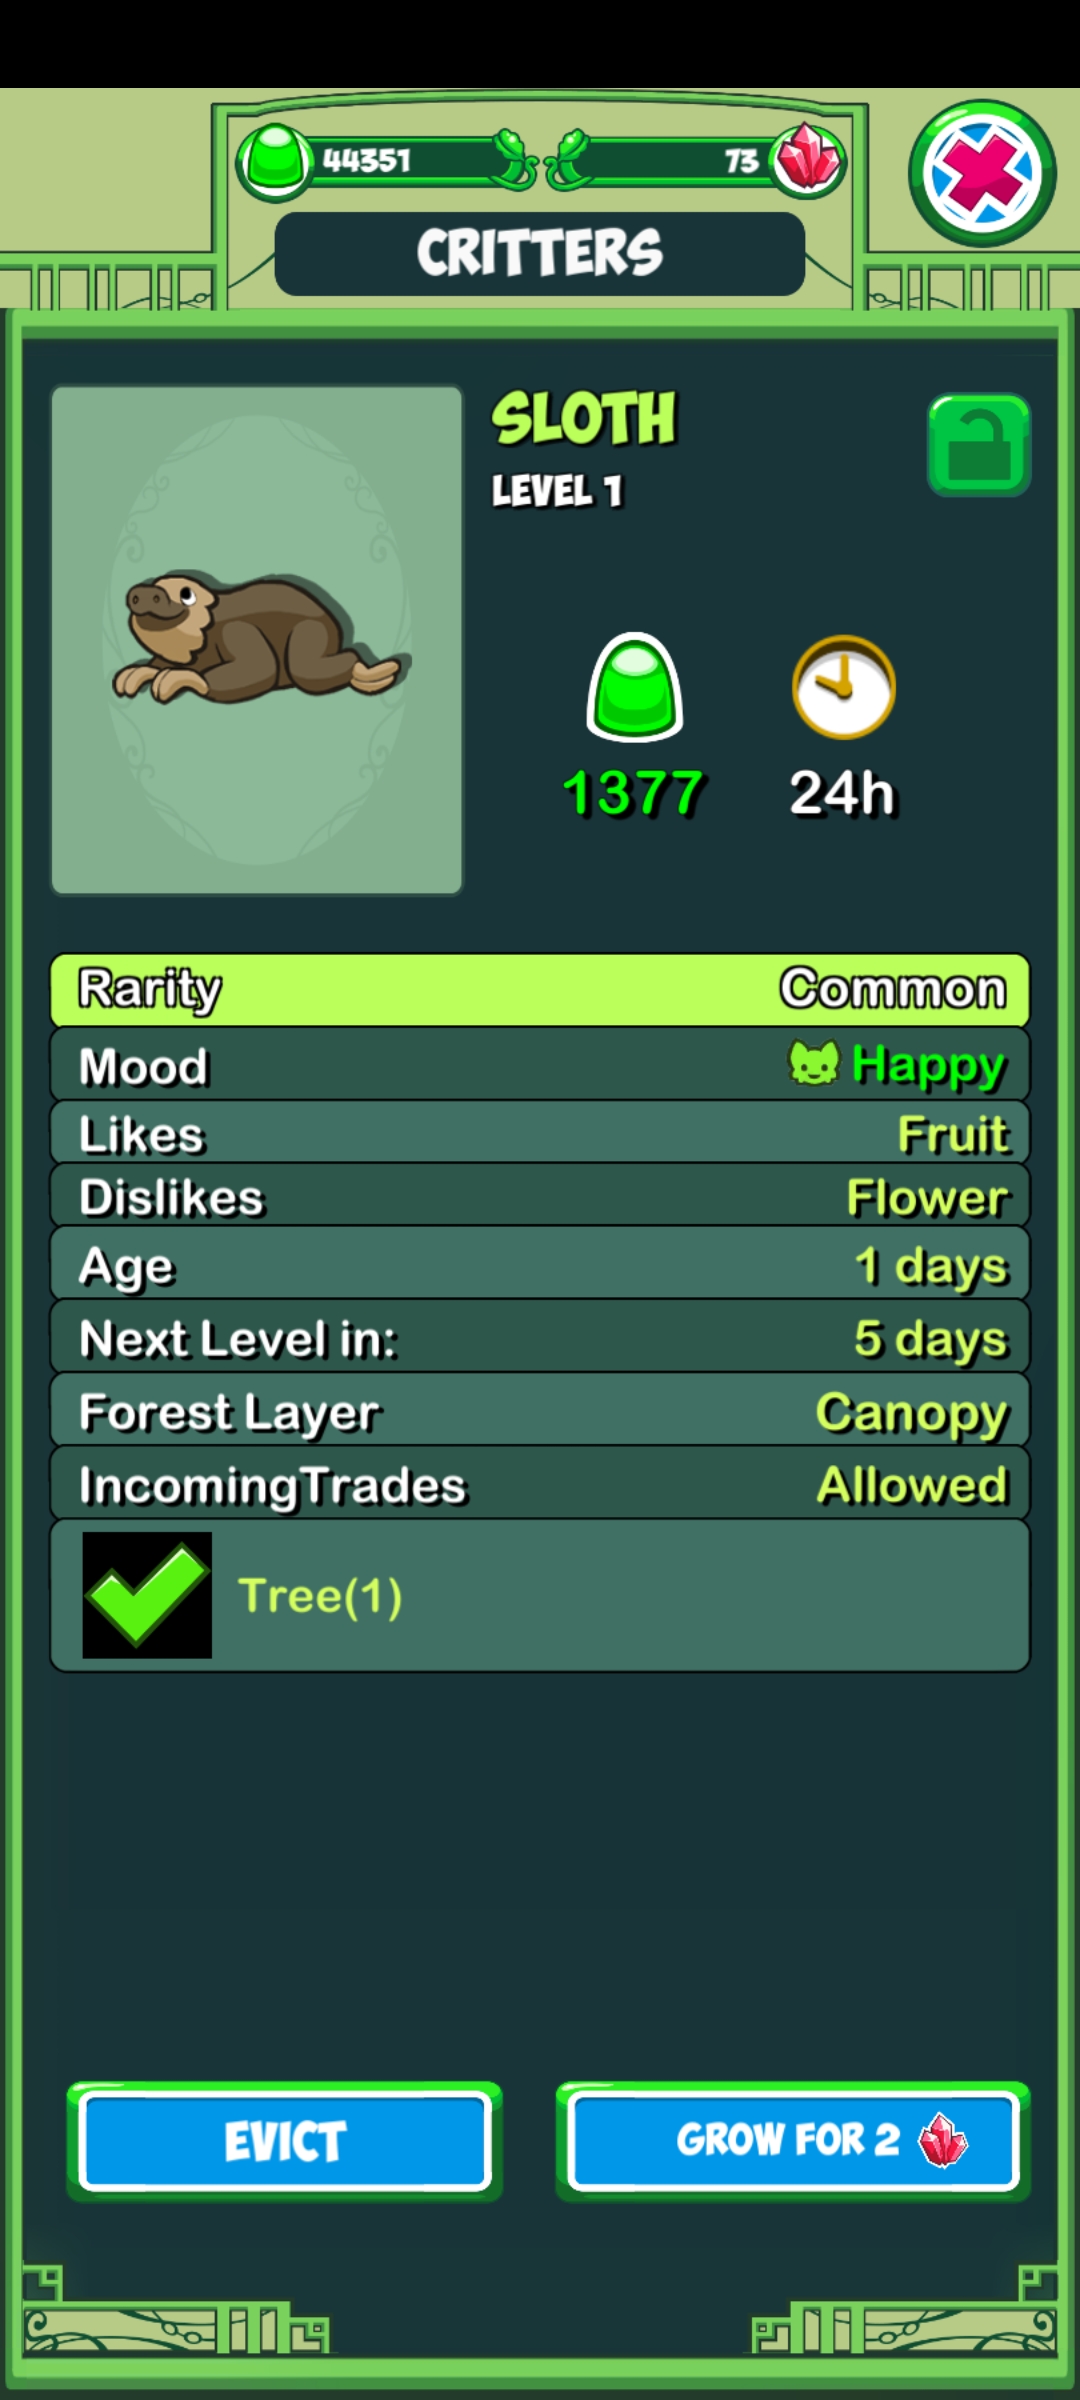 44351 73
CRITTERS
SLOTH
LEVEL 1
1377 24h
Rarity Common
Mood Happy
Likes Fruit
Dislikes Flower
Age 1 days
Next Level in: 5 days
Forest Layer Canopy
IncomingTrades Allowed
Tree(1)
EVICT GROW FOR 2